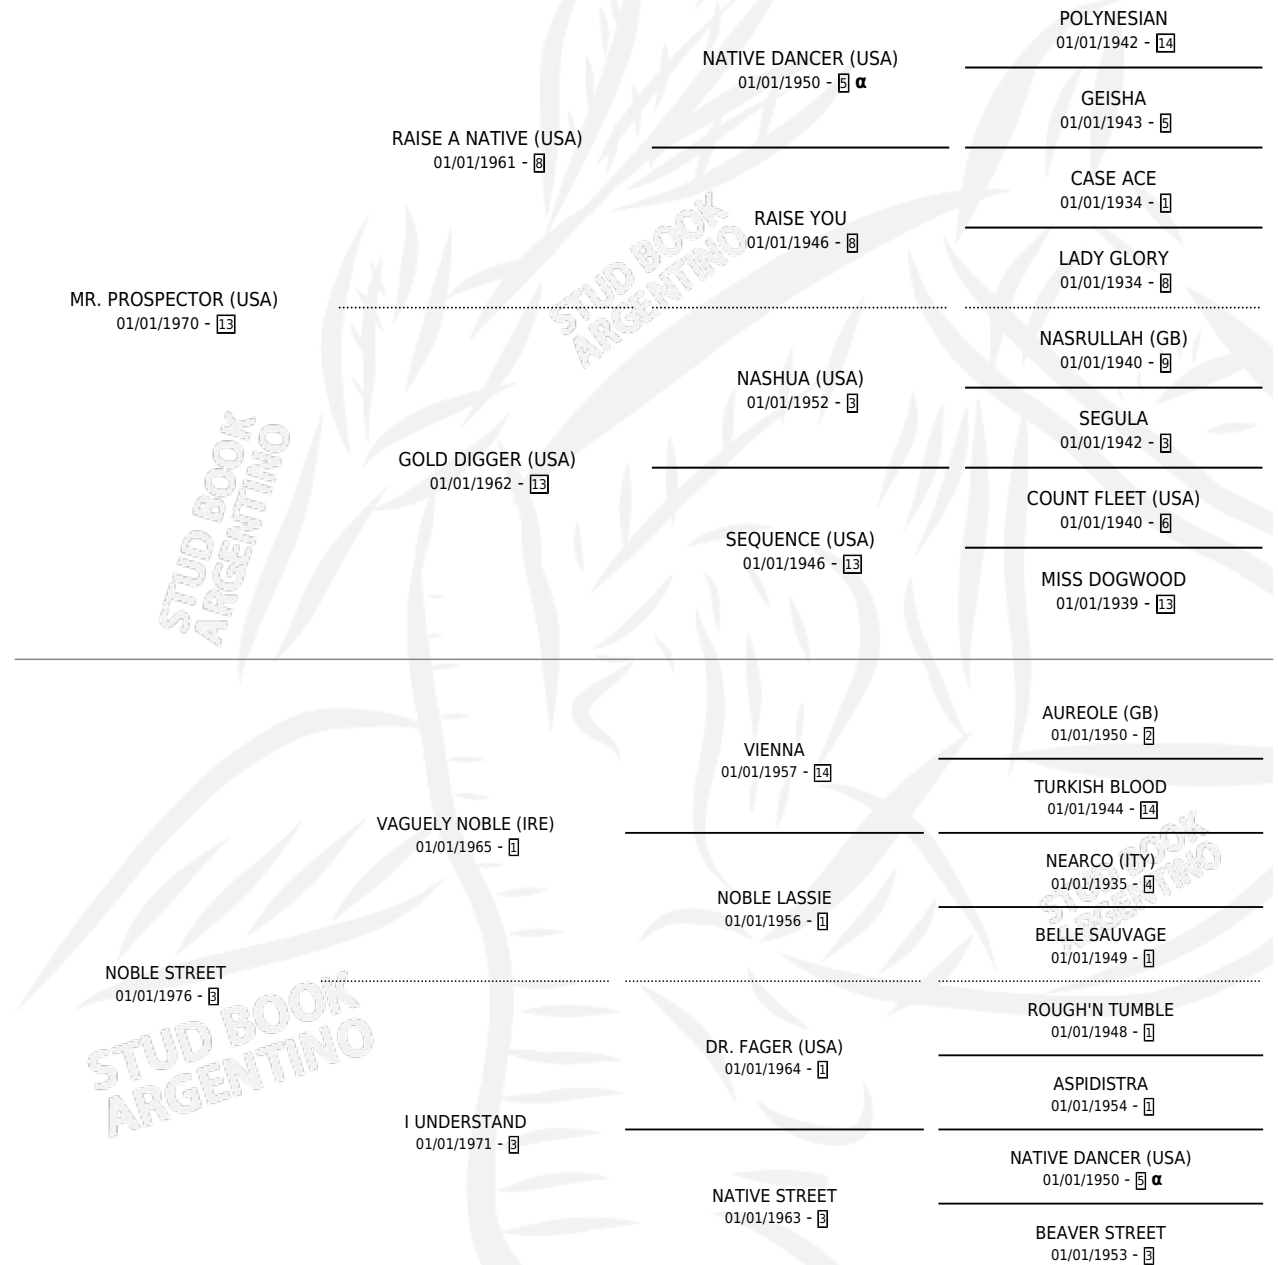 POLYNESIAN
01/01/1942 - 14
NATIVE DANCER (USA)
01/01/1950 - 5 α
GEISHA
01/01/1943 - 5
RAISE A NATIVE (USA)
01/01/1961 - 8
CASE ACE
01/01/1934 - 1
RAISE YOU
01/01/1946 - 8
LADY GLORY
01/01/1934 - 8
STUD BOOK
ARGENTINO
MR. PROSPECTOR (USA)
01/01/1970 - 13
NASRULLAH (GB)
01/01/1940 - 9
NASHUA (USA)
01/01/1952 - 3
SEGULA
01/01/1942 - 3
GOLD DIGGER (USA)
01/01/1962 - 13
COUNT FLEET (USA)
01/01/1940 - 6
SEQUENCE (USA)
01/01/1946 - 13
MISS DOGWOOD
01/01/1939 - 13
STUD BOOK
ARGENTINO
AUREOLE (GB)
01/01/1950 - 2
VIENNA
01/01/1957 - 14
TURKISH BLOOD
01/01/1944 - 14
VAGUELY NOBLE (IRE)
01/01/1965 - 1
NEARCO (ITY)
01/01/1935 - 4
NOBLE LASSIE
01/01/1956 - 1
BELLE SAUVAGE
01/01/1949 - 1
STUD BOOK
ARGENTINO
NOBLE STREET
01/01/1976 - 3
ROUGH'N TUMBLE
01/01/1948 - 1
DR. FAGER (USA)
01/01/1964 - 1
ASPIDISTRA
01/01/1954 - 1
STUD BOOK
ARGENTINO
I UNDERSTAND
01/01/1971 - 3
NATIVE DANCER (USA)
01/01/1950 - 5 α
NATIVE STREET
01/01/1963 - 3
BEAVER STREET
01/01/1953 - 3